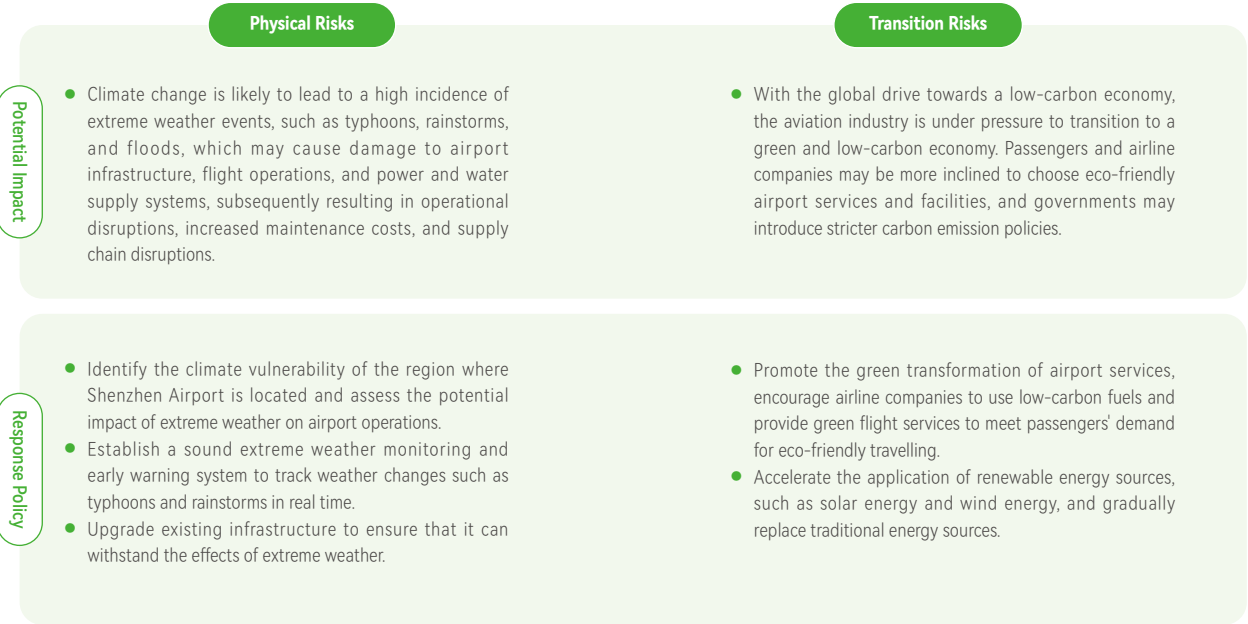 Physical Risks
Transition Risks
Potential Impact
● Climate change is likely to lead to a high incidence of
extreme weather events, such as typhoons, rainstorms,
and floods, which may cause damage to airport
infrastructure, flight operations, and power and water
supply systems, subsequently resulting in operational
disruptions, increased maintenance costs, and supply
chain disruptions.
● With the global drive towards a low-carbon economy,
the aviation industry is under pressure to transition to a
green and low-carbon economy. Passengers and airline
companies may be more inclined to choose eco-friendly
airport services and facilities, and governments may
introduce stricter carbon emission policies.
Response Policy
● Identify the climate vulnerability of the region where
Shenzhen Airport is located and assess the potential
impact of extreme weather on airport operations.
● Establish a sound extreme weather monitoring and
early warning system to track weather changes such as
typhoons and rainstorms in real time.
● Upgrade existing infrastructure to ensure that it can
withstand the effects of extreme weather.
● Promote the green transformation of airport services,
encourage airline companies to use low-carbon fuels and
provide green flight services to meet passengers' demand
for eco-friendly travelling.
● Accelerate the application of renewable energy sources,
such as solar energy and wind energy, and gradually
replace traditional energy sources.